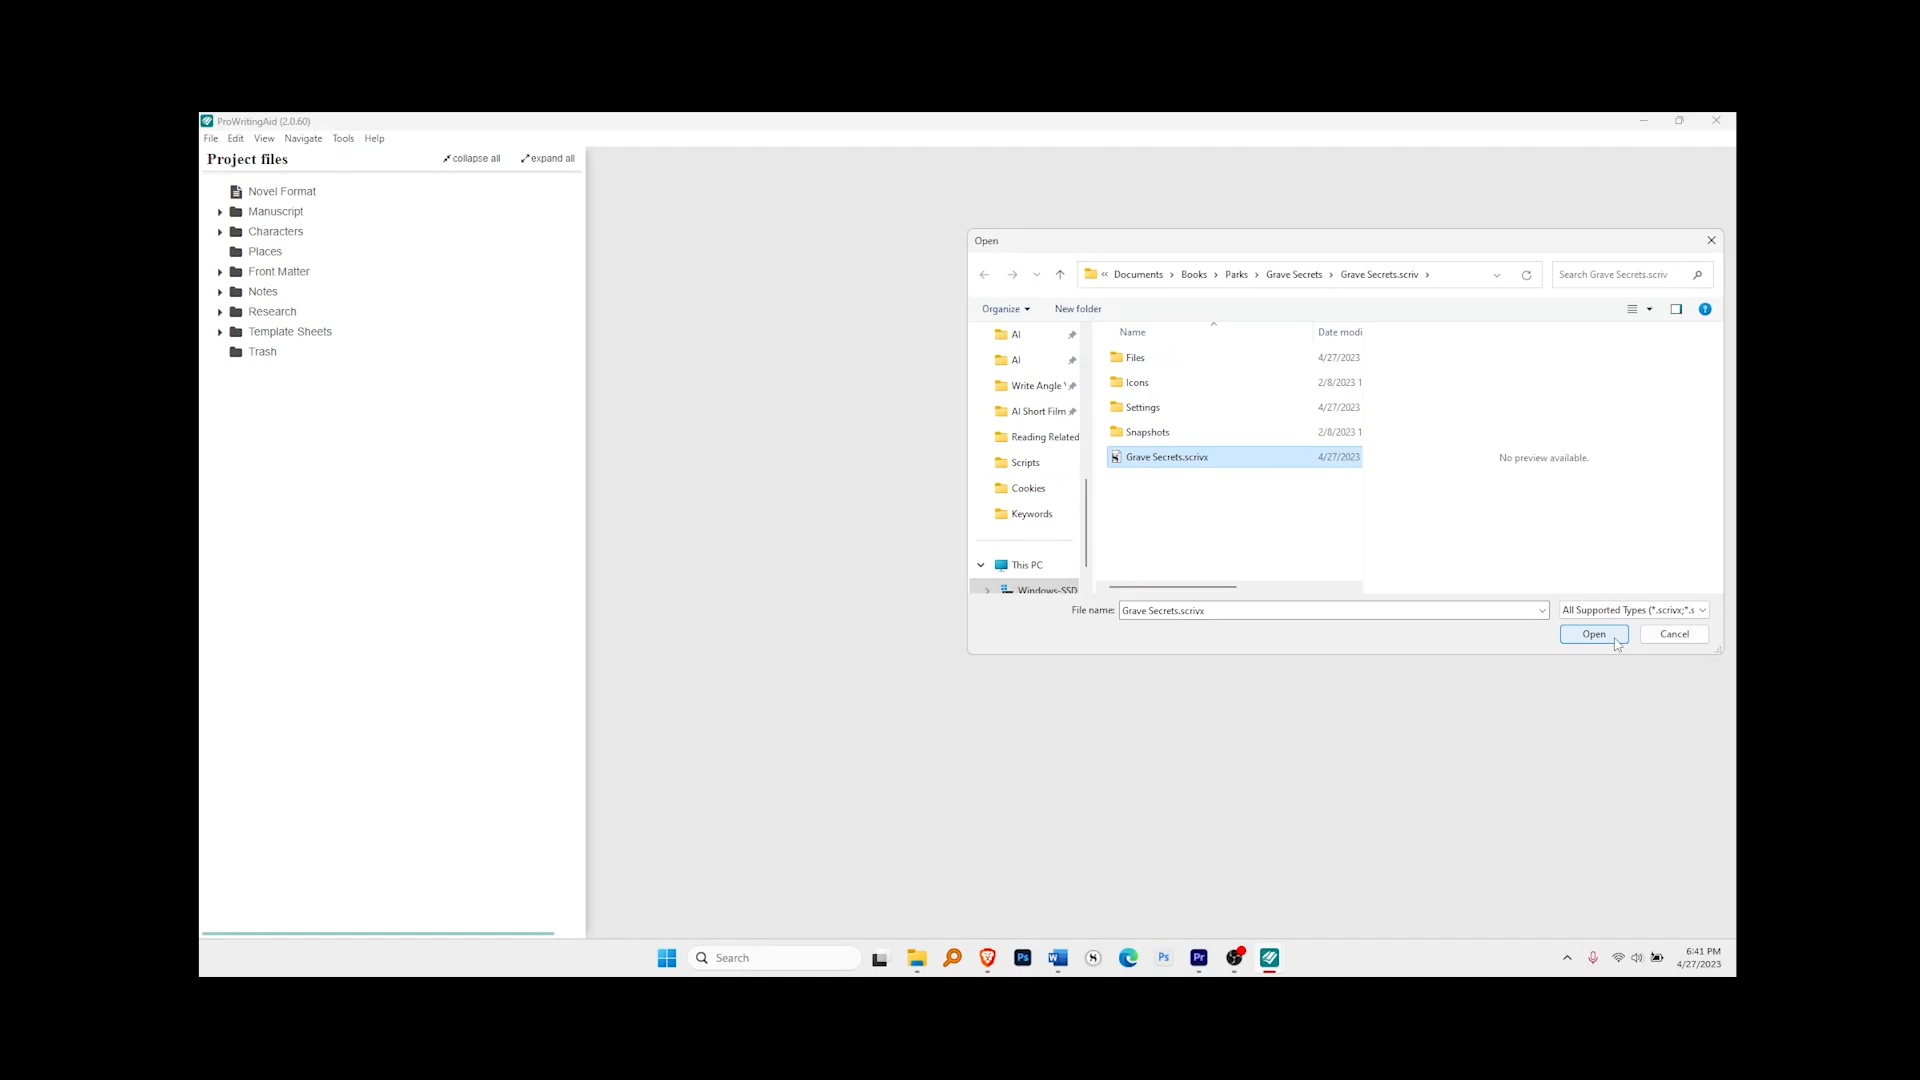 ProWritingAid (2.0.60)
File Edit View Navigate Tools Help
Project files
collapse all expand all
Novel Format
Manuscript
Characters
Places
Front Matter
Notes
Research
Template Sheets
Trash
Open
« Documents › Books › Parks › Grave Secrets › Grave Secrets.scriv ›
Search Grave Secrets.scriv
Organize New folder
AI
AI
Write Angle
AI Short Film
Reading Related
Scripts
Cookies
Keywords
This PC
Windows-SSD
Name Date modi
Files 4/27/2023
Icons 2/8/2023 1
Settings 4/27/2023
Snapshots 2/8/2023 1
Grave Secrets.scrivx 4/27/2023
No preview available.
File name: Grave Secrets.scrivx
All Supported Types (*.scrivx;*.s
Open Cancel
Search
Ps
W
S
Ps
Pr
6:41 PM
4/27/2023